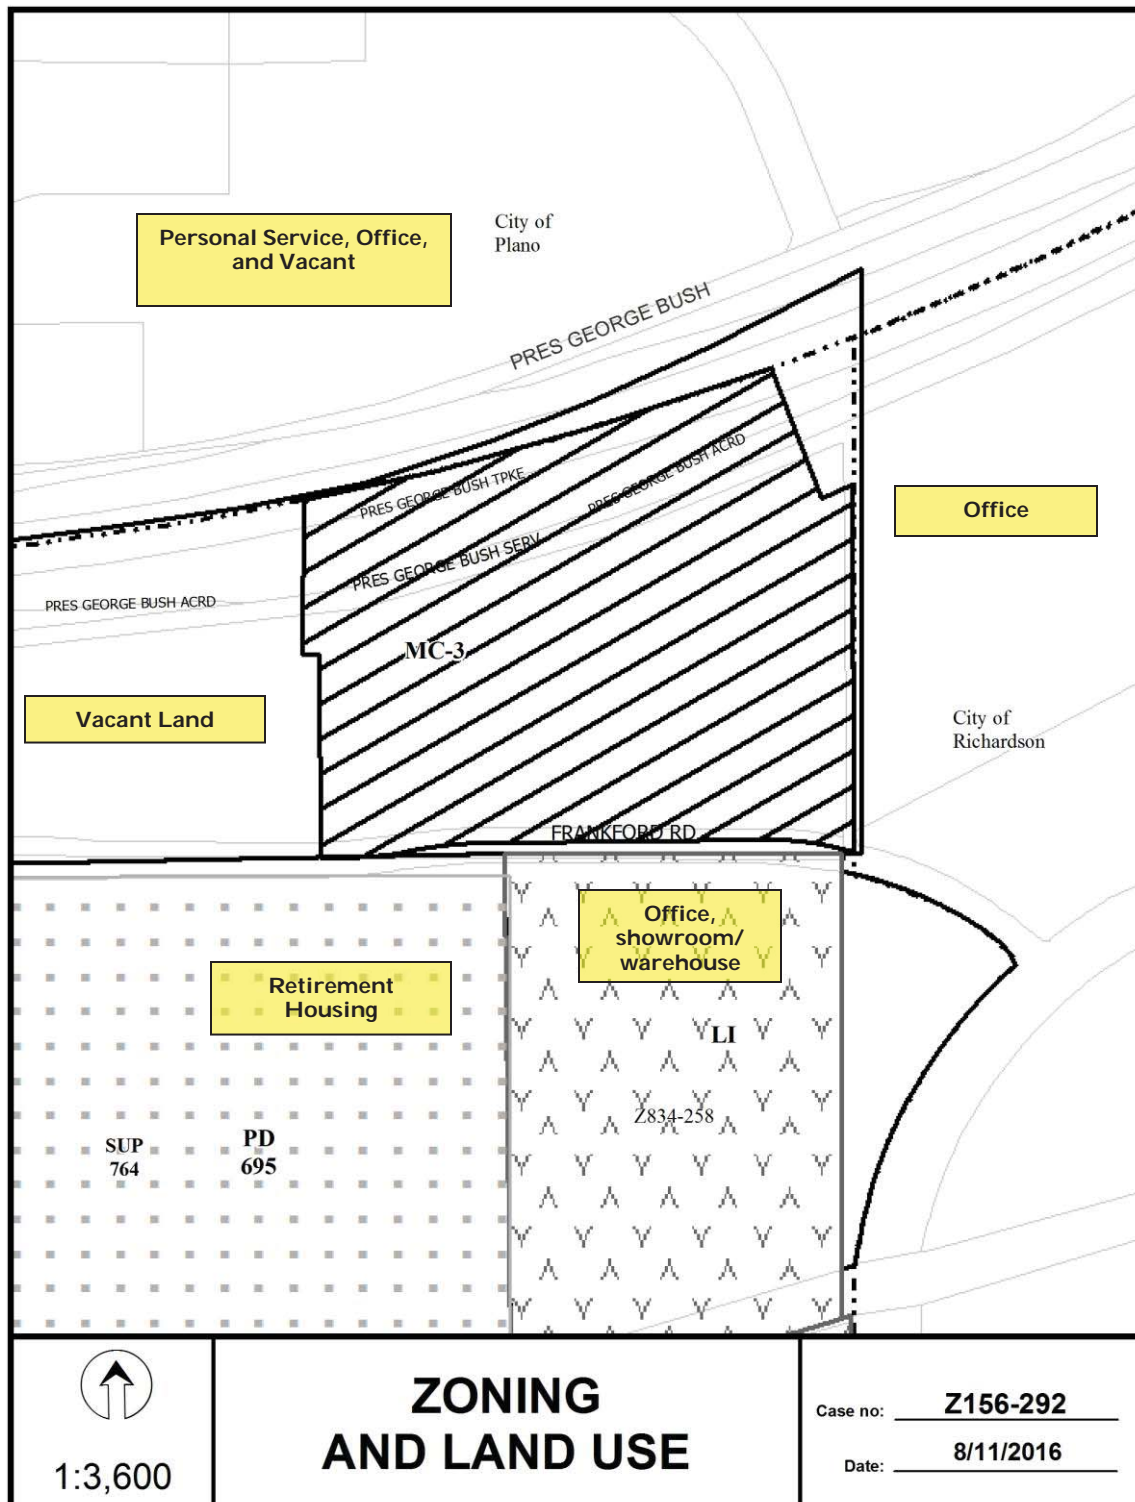 City of
Plano
Personal Service, Office,
and Vacant
PRES GEORGE BUSH
PRES GEORGE BUSH TPKE
PRES GEORGE BUSH ACRD
Office
PRES GEORGE BUSH SERV
PRES GEORGE BUSH ACRD
MC-3
Vacant Land
City of
Richardson
FRANKFORD RD
Office,
showroom/
warehouse
Retirement
Housing
LI
Z834-258
SUP
764
PD
695
1:3,600
ZONING
AND LAND USE
Case no: Z156-292
Date: 8/11/2016